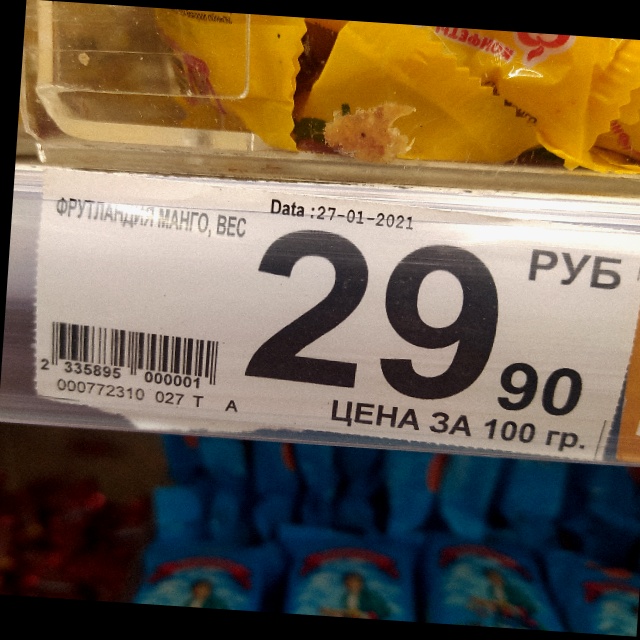 ФРУТЛАНДИЯ МАНГО, ВЕС
Data :27-01-2021
29 90
РУБ
ЦЕНА ЗА 100 гр.
2 335895 000001
000772310 027 T A